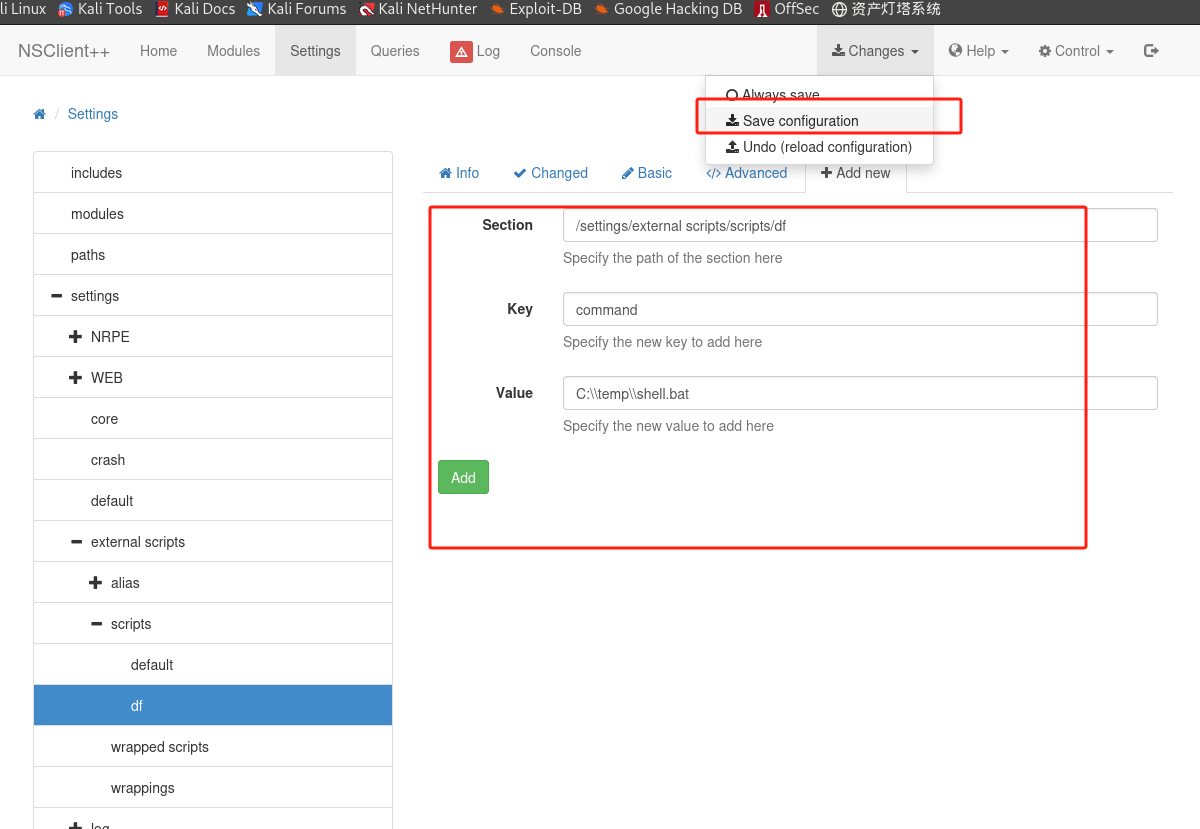 li Linux Kali Tools Kali Docs Kali Forums Kali NetHunter Exploit-DB Google Hacking DB OffSec 资产灯塔系统
NSClient++ Home Modules Settings Queries Log Console Changes Help Control
Always save
Save configuration
Undo (reload configuration)
/ Settings
includes
modules
paths
settings
NRPE
WEB
core
crash
default
external scripts
alias
scripts
default
df
wrapped scripts
wrappings
log
Info Changed Basic Advanced Add new
Section /settings/external scripts/scripts/df
Specify the path of the section here
Key command
Specify the new key to add here
Value C:\\temp\\shell.bat
Specify the new value to add here
Add